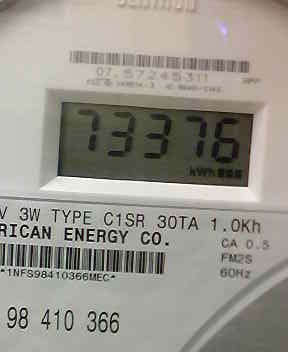 CENTRON
07.57245311
73376
kWh
V 3W TYPE C1SR 30TA 1.0Kh
RICAN ENERGY CO.
CA 0.5
FM2S
60Hz
*1NFS98410366MEC*
98 410 366